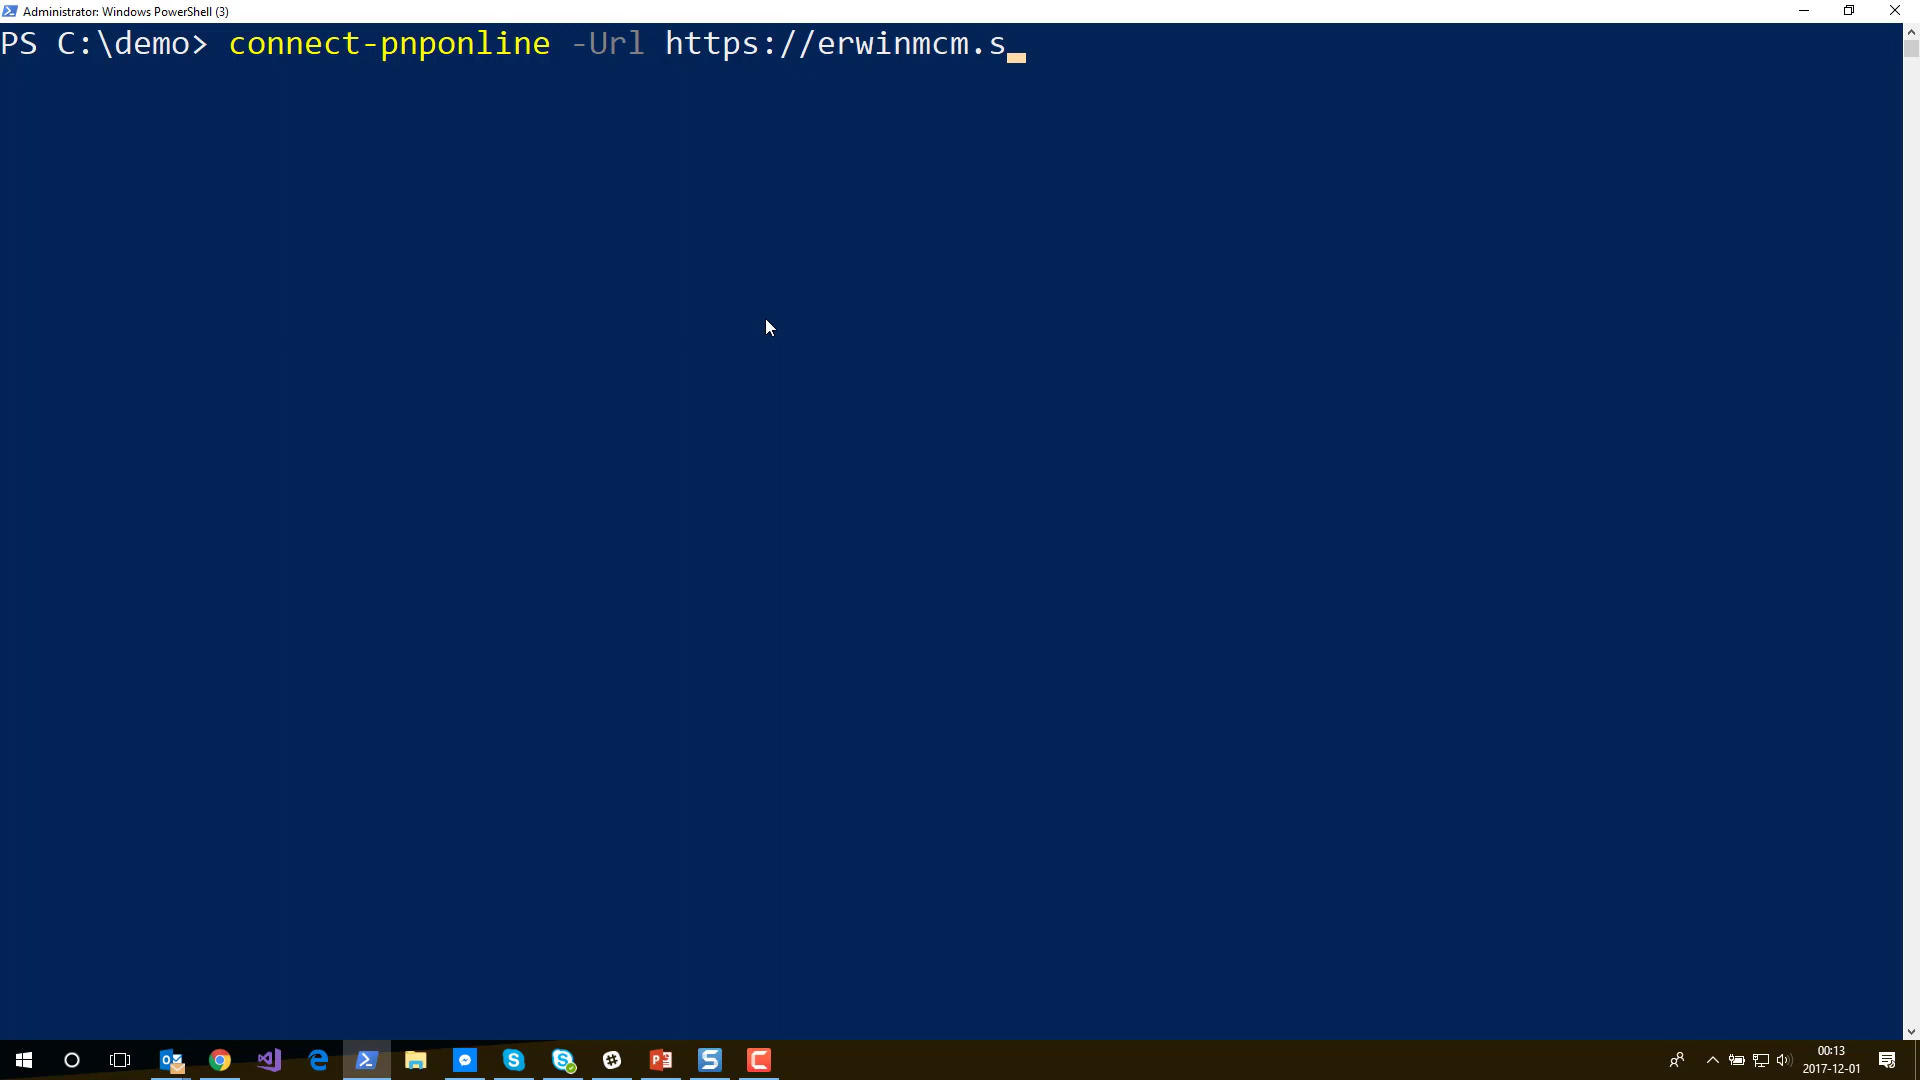 Administrator: Windows PowerShell (3)
PS C:\demo> connect-pnponline -Url https://erwinmcm.s
00:13
2017-12-01